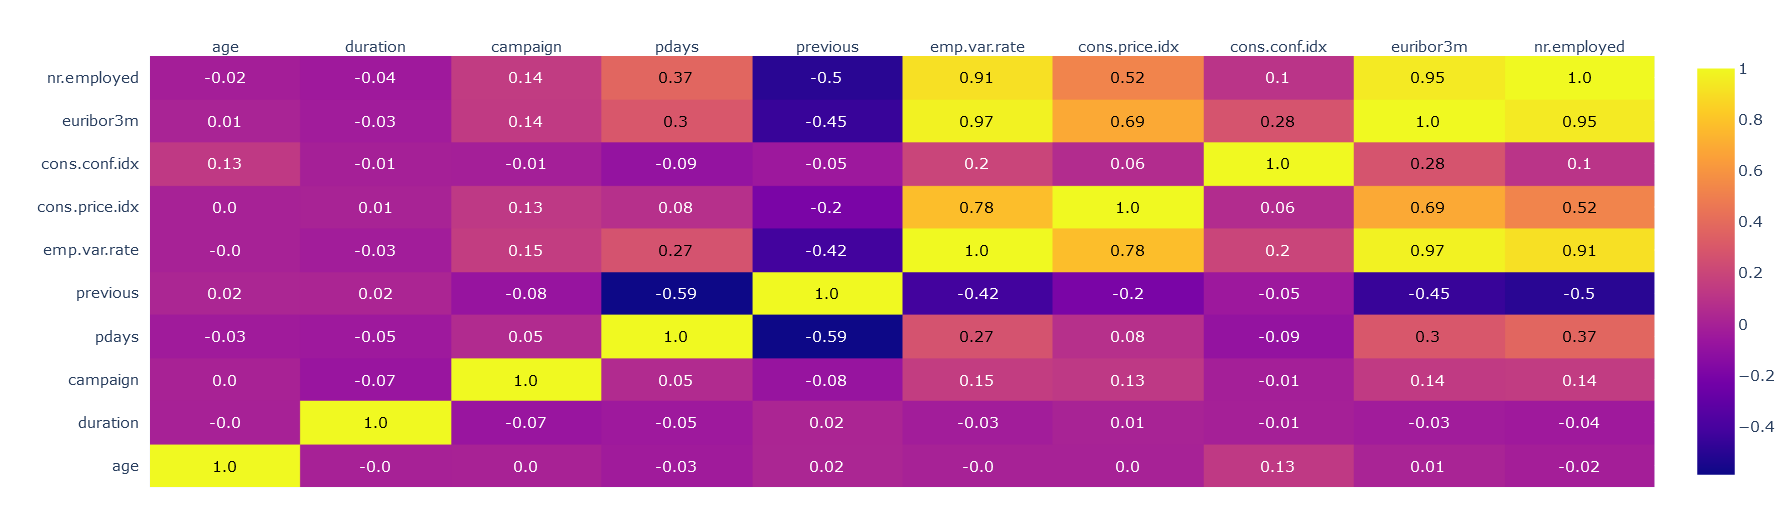 age duration campaign pdays previous emp.var.rate cons.price.idx cons.conf.idx euribor3m nr.employed
nr.employed -0.02 -0.04 0.14 0.37 -0.5 0.91 0.52 0.1 0.95 1.0
euribor3m 0.01 -0.03 0.14 0.3 -0.45 0.97 0.69 0.28 1.0 0.95
cons.conf.idx 0.13 -0.01 -0.01 -0.09 -0.05 0.2 0.06 1.0 0.28 0.1
cons.price.idx 0.0 0.01 0.13 0.08 -0.2 0.78 1.0 0.06 0.69 0.52
emp.var.rate -0.0 -0.03 0.15 0.27 -0.42 1.0 0.78 0.2 0.97 0.91
previous 0.02 0.02 -0.08 -0.59 1.0 -0.42 -0.2 -0.05 -0.45 -0.5
pdays -0.03 -0.05 0.05 1.0 -0.59 0.27 0.08 -0.09 0.3 0.37
campaign 0.0 -0.07 1.0 0.05 -0.08 0.15 0.13 -0.01 0.14 0.14
duration -0.0 1.0 -0.07 -0.05 0.02 -0.03 0.01 -0.01 -0.03 -0.04
age 1.0 -0.0 0.0 -0.03 0.02 -0.0 0.0 0.13 0.01 -0.02
1
0.8
0.6
0.4
0.2
0
−0.2
−0.4